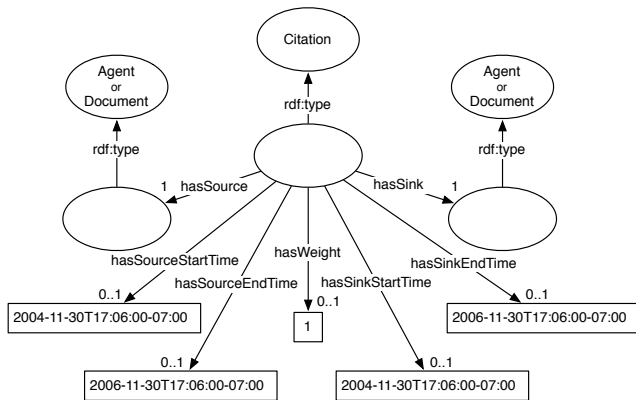 Citation
Agent
or
Document
Agent
or
Document
rdf:type
rdf:type
rdf:type
1
hasSource
hasSink
1
hasSourceStartTime
hasWeight
hasSinkEndTime
hasSourceEndTime
hasSinkStartTime
0..1
0..1
0..1
2004-11-30T17:06:00-07:00
1
2006-11-30T17:06:00-07:00
0..1
0..1
2006-11-30T17:06:00-07:00
2004-11-30T17:06:00-07:00